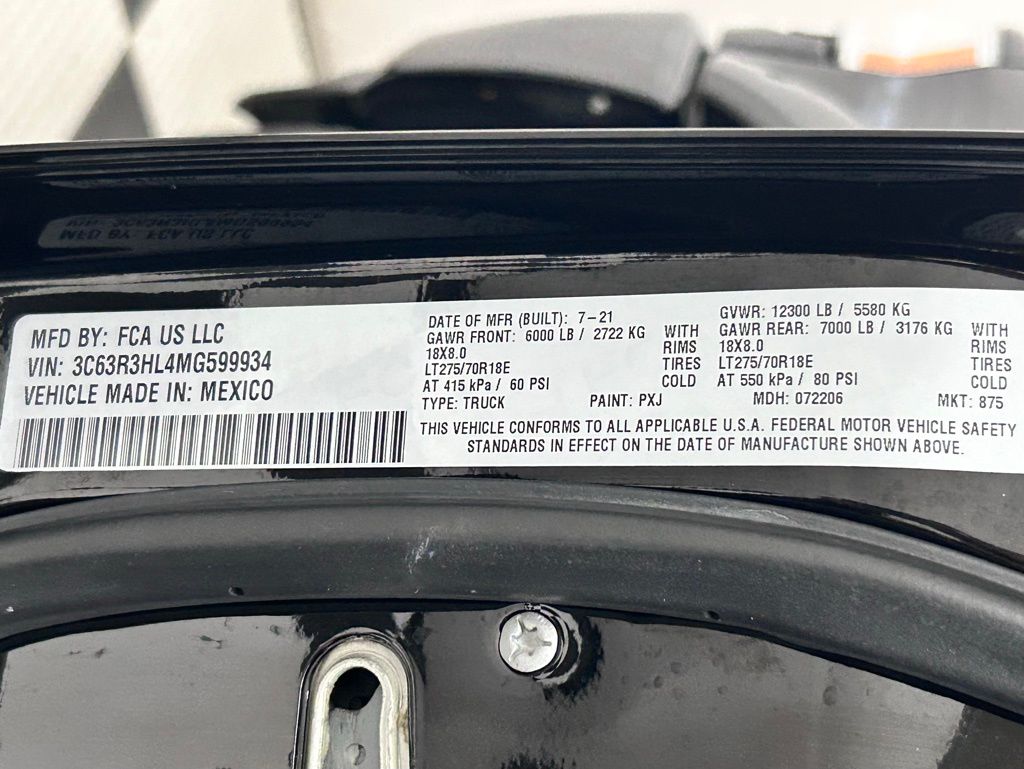 MFD BY: FCA US LLC
VIN: 3C63R3HL4MG599934
VEHICLE MADE IN: MEXICO
DATE OF MFR (BUILT): 7-21
GAWR FRONT: 6000 LB / 2722 KG WITH
18X8.0 RIMS
LT275/70R18E TIRES
AT 415 kPa / 60 PSI COLD
GVWR: 12300 LB / 5580 KG
GAWR REAR: 7000 LB / 3176 KG WITH
18X8.0 RIMS
LT275/70R18E TIRES
AT 550 kPa / 80 PSI COLD
TYPE: TRUCK PAINT: PXJ MDH: 072206 MKT: 875
THIS VEHICLE CONFORMS TO ALL APPLICABLE U.S.A. FEDERAL MOTOR VEHICLE SAFETY
STANDARDS IN EFFECT ON THE DATE OF MANUFACTURE SHOWN ABOVE.